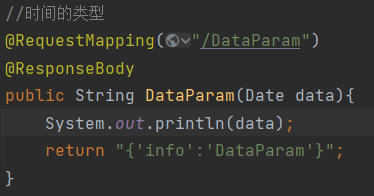 //时间的类型
@RequestMapping("/DataParam")
@ResponseBody
public String DataParam(Date data){
System.out.println(data);
return "{'info':'DataParam'}";
}